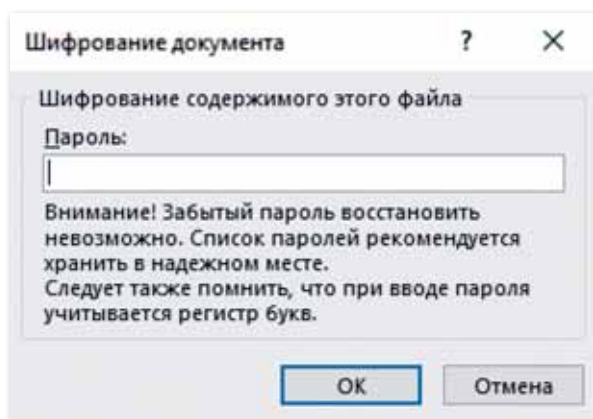 Шифрование документа ?
Шифрование содержимого этого файла
Пароль:
Внимание! Забытый пароль восстановить
невозможно. Список паролей рекомендуется
хранить в надежном месте.
Следует также помнить, что при вводе пароля
учитывается регистр букв.
ОК Отмена